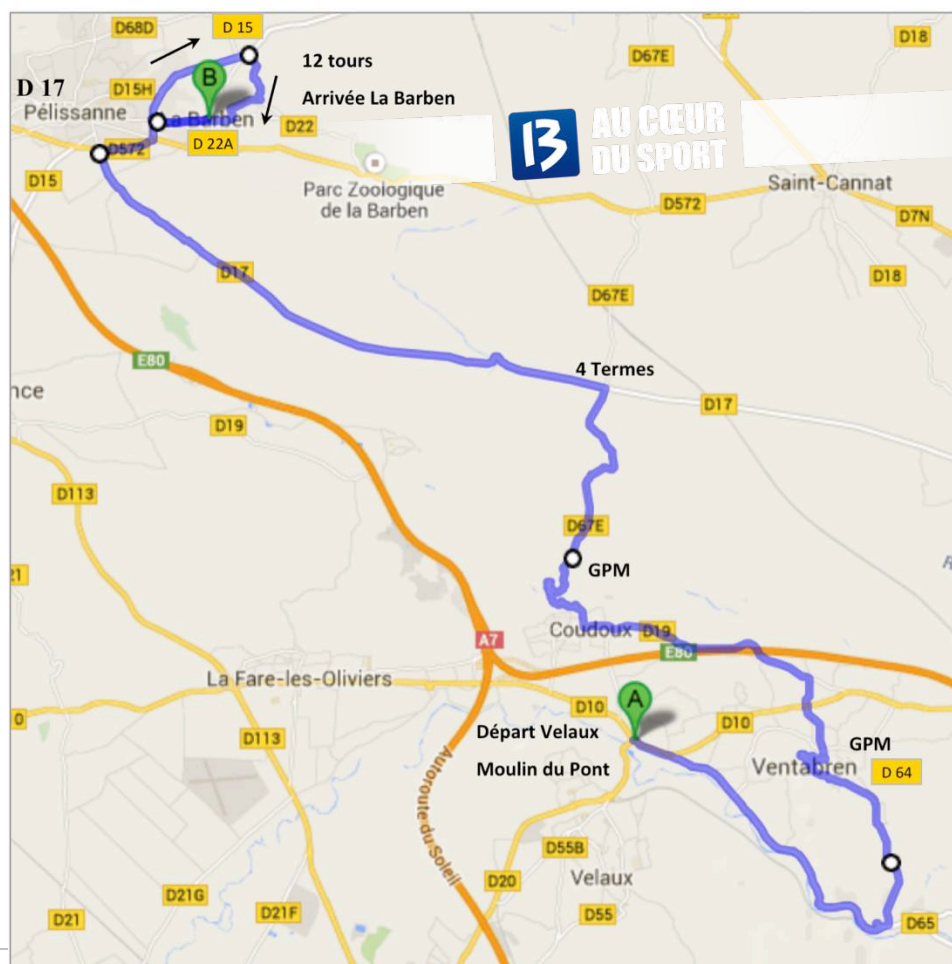 D68D
D 15
D18
D67E
12 tours
D 17
D15H
B
Arrivée La Barben
Pélissanne
La Barben
D22
13
AU CŒUR
DU SPORT
D572
D 22A
D15
Parc Zoologique
de la Barben
Saint-Cannat
D572
D7N
D17
D18
D67E
E80
4 Termes
nce
D17
D19
D113
D67E
GPM
21
R
Coudoux
D19
A7
E80
La Fare-les-Oliviers
A
0
D10
D10
D113
Départ Velaux
GPM
Moulin du Pont
Ventabren
D 64
Autoroute du Soleil
D55B
D20
Velaux
D21G
D21F
D21
D55
D65